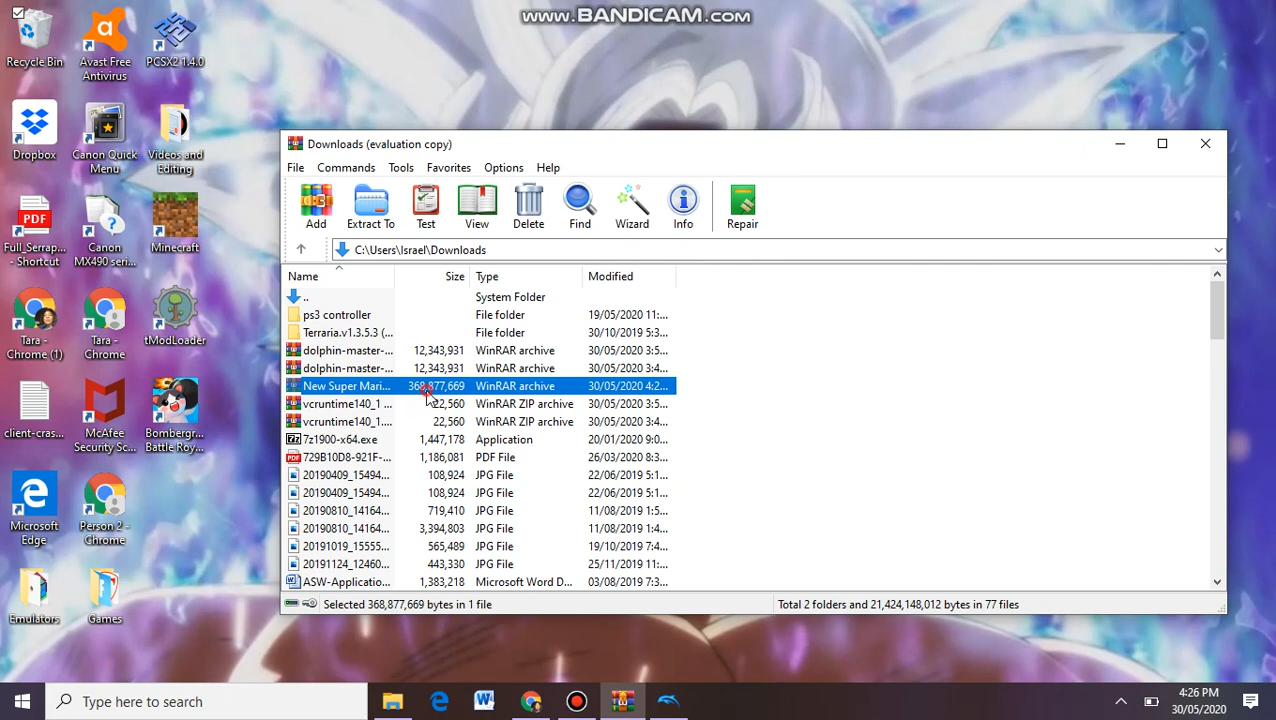 www.BANDICAM.com
Recycle Bin
Avast Free
Antivirus
PCSX2 1.4.0
Dropbox
Canon Quick
Menu
Videos and
Editing
PDF
Full_Serrap...
- Shortcut
Canon
MX490 seri...
Minecraft
Tara -
Chrome (1)
Tara -
Chrome
tModLoader
client-cras...
McAfee
Security Sc...
Bombergr...
Battle Roy...
Microsoft
Edge
Person 2 -
Chrome
Emulators
Games
Downloads (evaluation copy)
File Commands Tools Favorites Options Help
Add Extract To Test View Delete Find Wizard Info Repair
C:\Users\Israel\Downloads
Name Size Type Modified
.. System Folder
ps3 controller File folder 19/05/2020 11:...
Terraria.v1.3.5.3 (... File folder 30/10/2019 5:3...
dolphin-master-... 12,343,931 WinRAR archive 30/05/2020 3:5...
dolphin-master-... 12,343,931 WinRAR archive 30/05/2020 3:4...
New Super Mari... 368,877,669 WinRAR archive 30/05/2020 4:2...
vcruntime140_1 ... 22,560 WinRAR ZIP archive 30/05/2020 3:5...
vcruntime140_1.... 22,560 WinRAR ZIP archive 30/05/2020 3:4...
7z1900-x64.exe 1,447,178 Application 20/01/2020 9:0...
729B10D8-921F-... 1,186,081 PDF File 26/03/2020 8:3...
20190409_15494... 108,924 JPG File 22/06/2019 5:1...
20190409_15494... 108,924 JPG File 22/06/2019 5:1...
20190810_14164... 719,410 JPG File 11/08/2019 1:5...
20190810_14164... 3,394,803 JPG File 11/08/2019 1:4...
20191019_15555... 565,489 JPG File 19/10/2019 7:4...
20191124_12460... 443,330 JPG File 25/11/2019 11:...
ASW-Applicatio... 1,383,218 Microsoft Word D... 03/08/2019 7:3...
Selected 368,877,669 bytes in 1 file
Total 2 folders and 21,424,148,012 bytes in 77 files
Type here to search
4:26 PM
30/05/2020